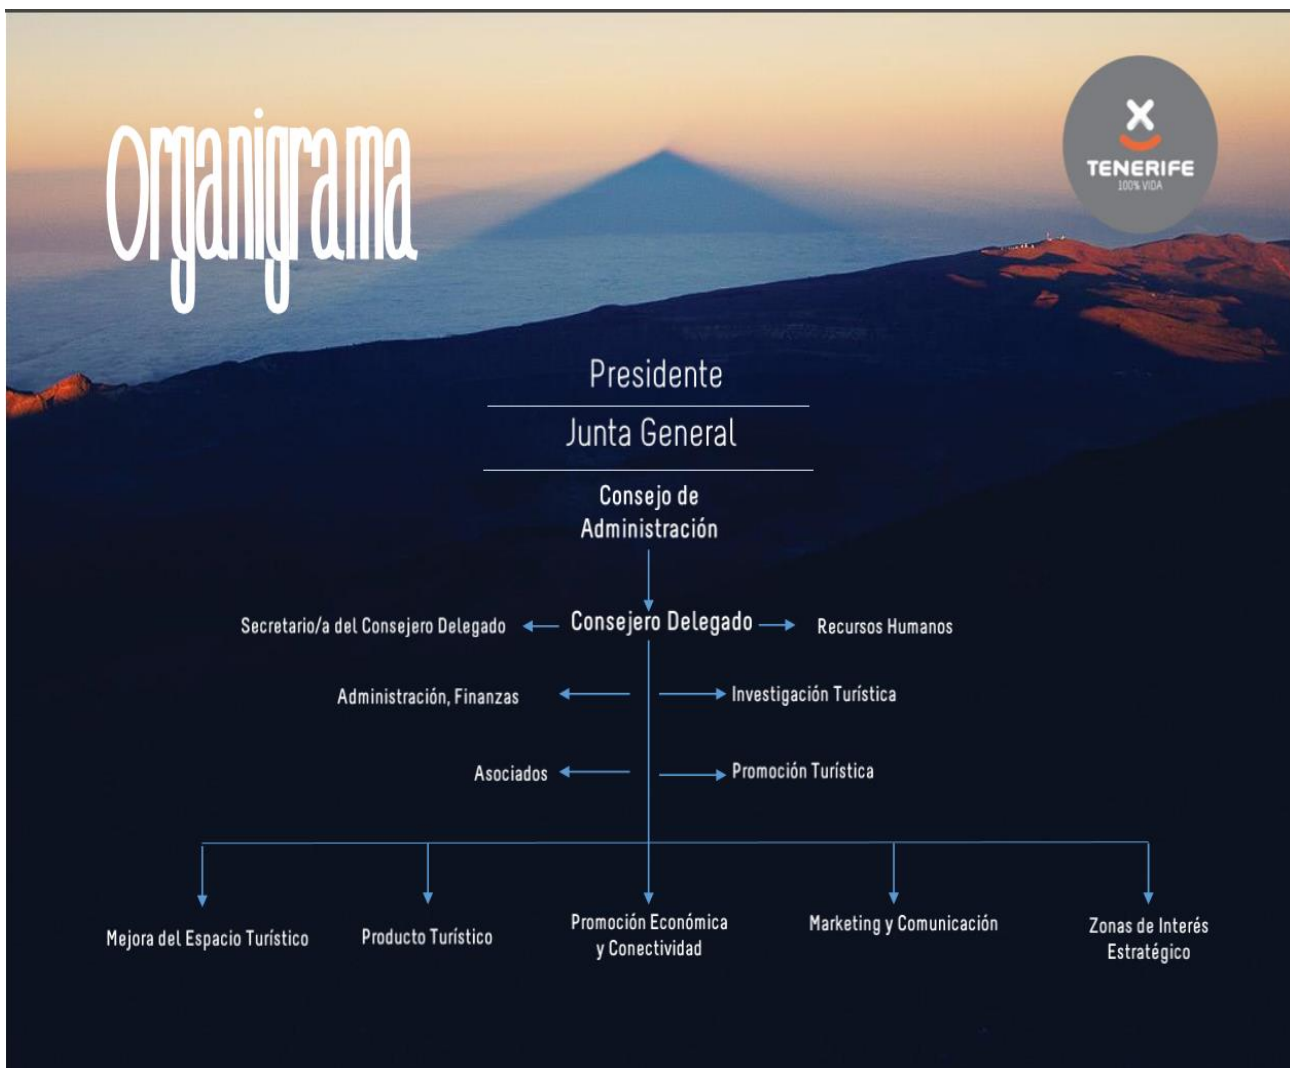 Organigrama
X
TENERIFE
100% VIDA
Presidente
Junta General
Consejo de
Administración
Secretario/a del Consejero Delegado
Consejero Delegado
Recursos Humanos
Administración, Finanzas
Investigación Turística
Asociados
Promoción Turística
Mejora del Espacio Turístico
Producto Turístico
Promoción Económica
y Conectividad
Marketing y Comunicación
Zonas de Interés
Estratégico